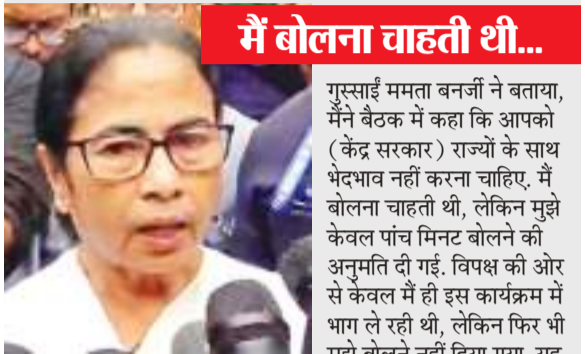 मैं बोलना चाहती थी...
गुस्साईं ममता बनर्जी ने बताया,
मैंने बैठक में कहा कि आपको
(केंद्र सरकार) राज्यों के साथ
भेदभाव नहीं करना चाहिए. मैं
बोलना चाहती थी, लेकिन मुझे
केवल पांच मिनट बोलने की
अनुमति दी गई. विपक्ष की ओर
से केवल मैं ही इस कार्यक्रम में
भाग ले रही थी, लेकिन फिर भी